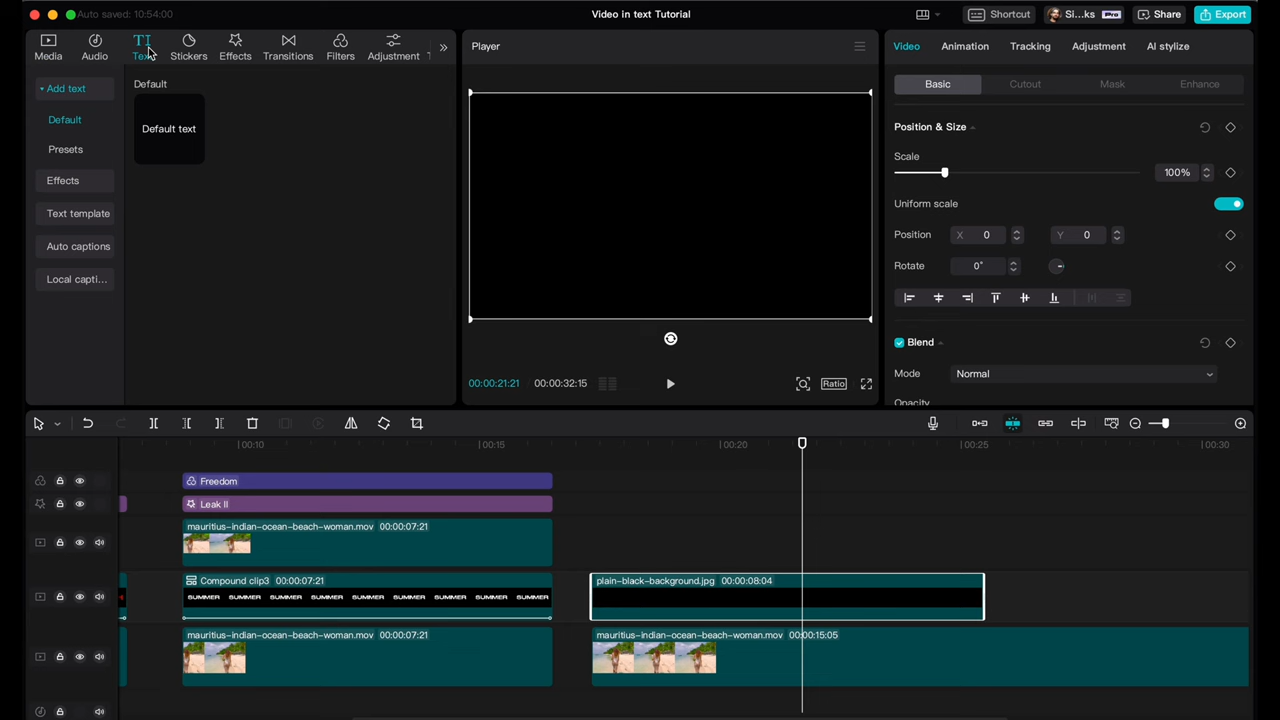 Auto saved: 10:54:00
Video in text Tutorial
Shortcut
Si...ks
Pro
Share
Export
Media
Audio
Text
Stickers
Effects
Transitions
Filters
Adjustment
Add text
Default
Presets
Effects
Text template
Auto captions
Local capti...
Default
Default text
Player
00:00:21:21
00:00:32:15
Ratio
Video
Animation
Tracking
Adjustment
AI stylize
Basic
Cutout
Mask
Enhance
Position & Size
Scale
100%
Uniform scale
Position
X 0
Y 0
Rotate
0°
Blend
Mode
Normal
Opacity
00:10
00:15
00:20
00:25
00:30
Freedom
Leak II
mauritius-indian-ocean-beach-woman.mov 00:00:07:21
Compound clip3 00:00:07:21
SUMMER SUMMER SUMMER SUMMER SUMMER SUMMER SUMMER SUMMER SUMMER
plain-black-background.jpg 00:00:08:04
mauritius-indian-ocean-beach-woman.mov 00:00:07:21
mauritius-indian-ocean-beach-woman.mov 00:00:15:05